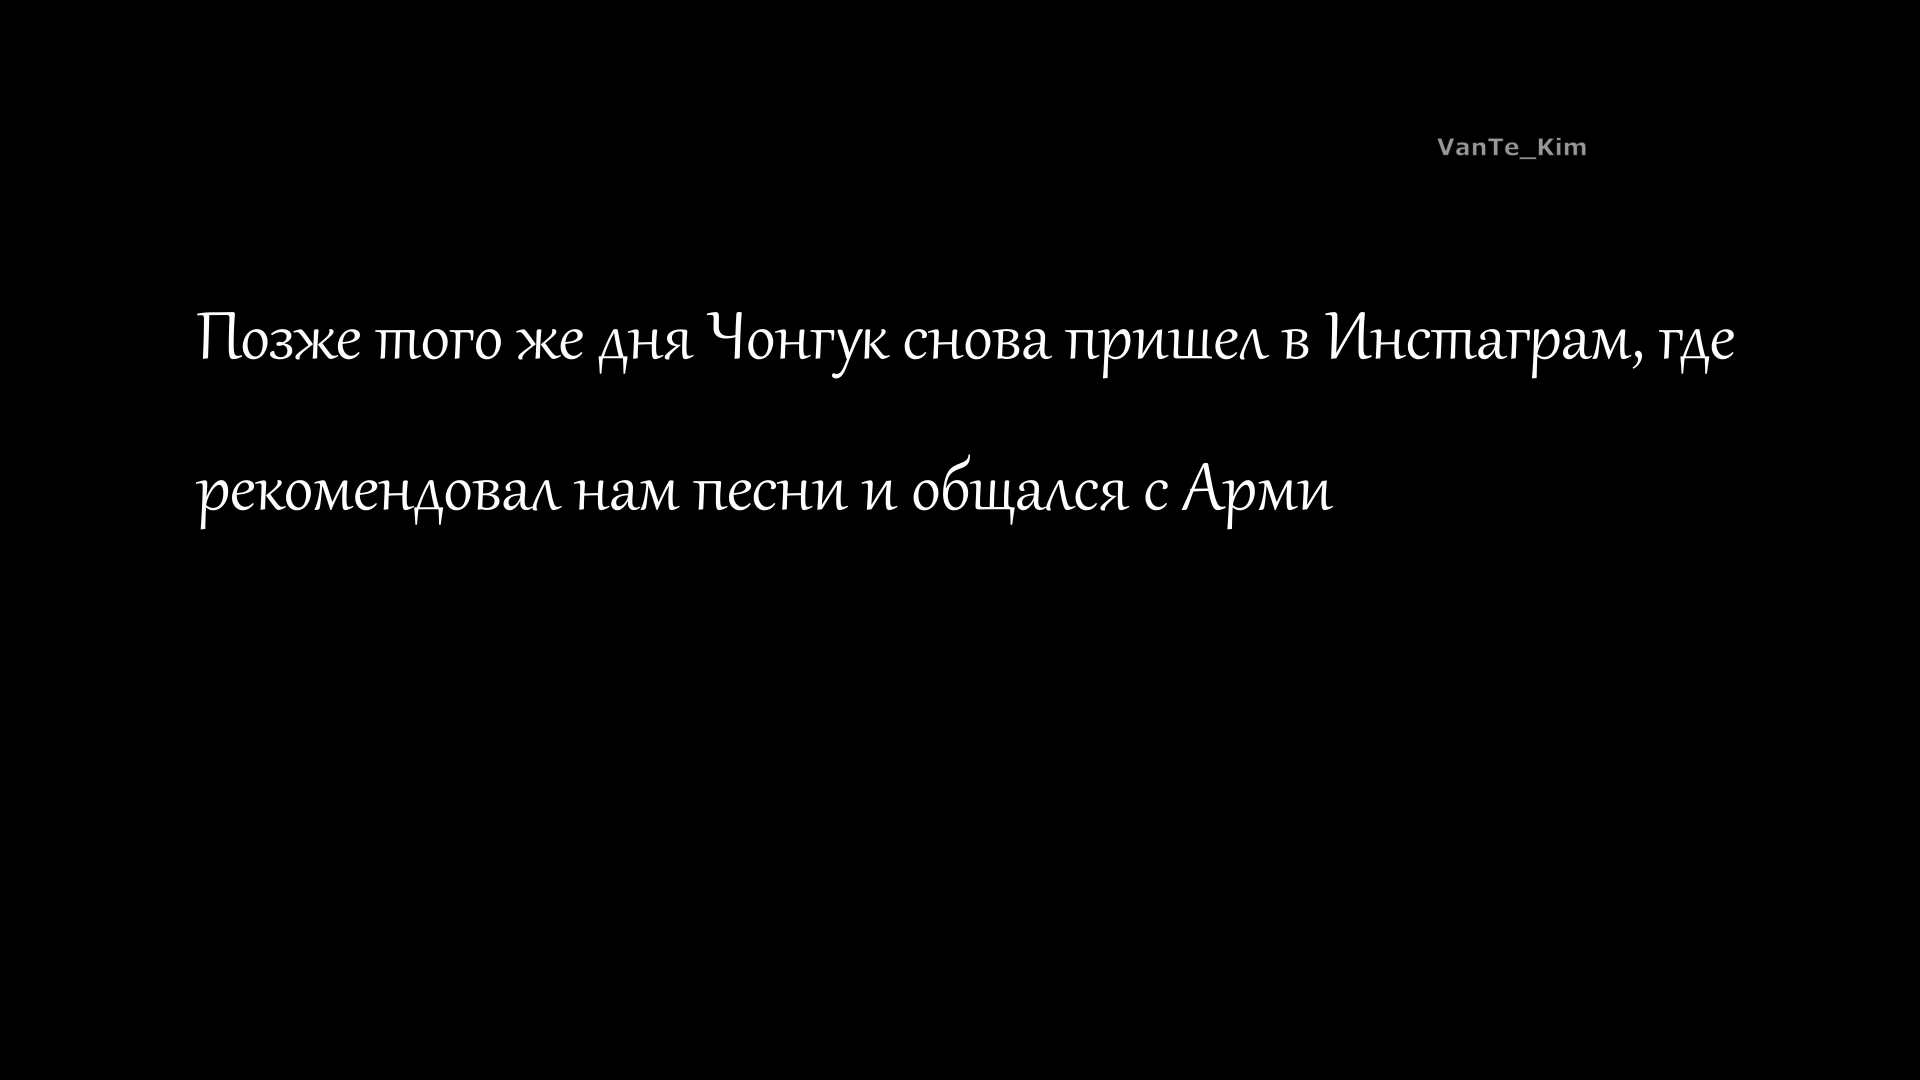 VanTe_Kim
Позже того же дня Чонгук снова пришел в Инстаграм, где
рекомендовал нам песни и общался с Арми